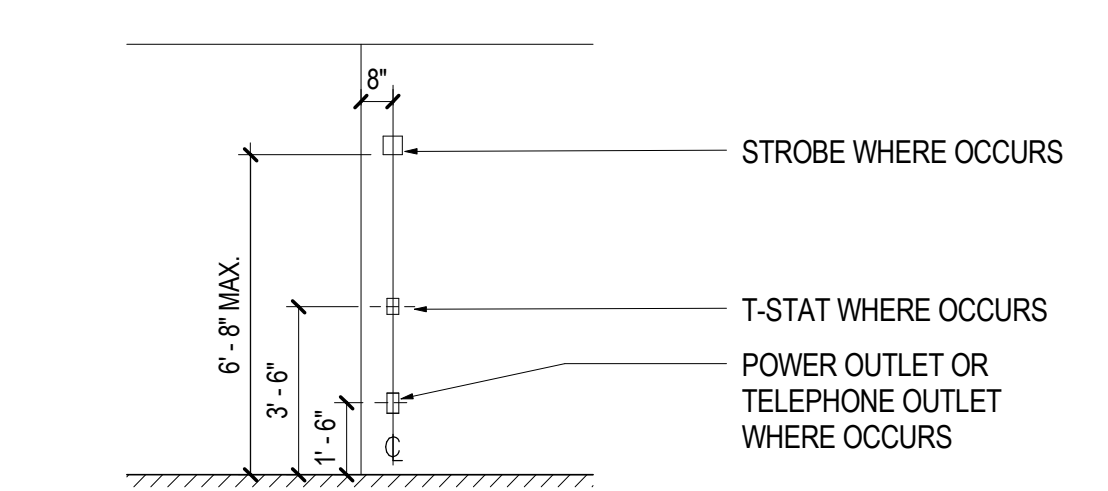 8"
STROBE WHERE OCCURS
6' - 8" MAX.
T-STAT WHERE OCCURS
3' - 6"
POWER OUTLET OR
TELEPHONE OUTLET
WHERE OCCURS
1' - 6"
℄